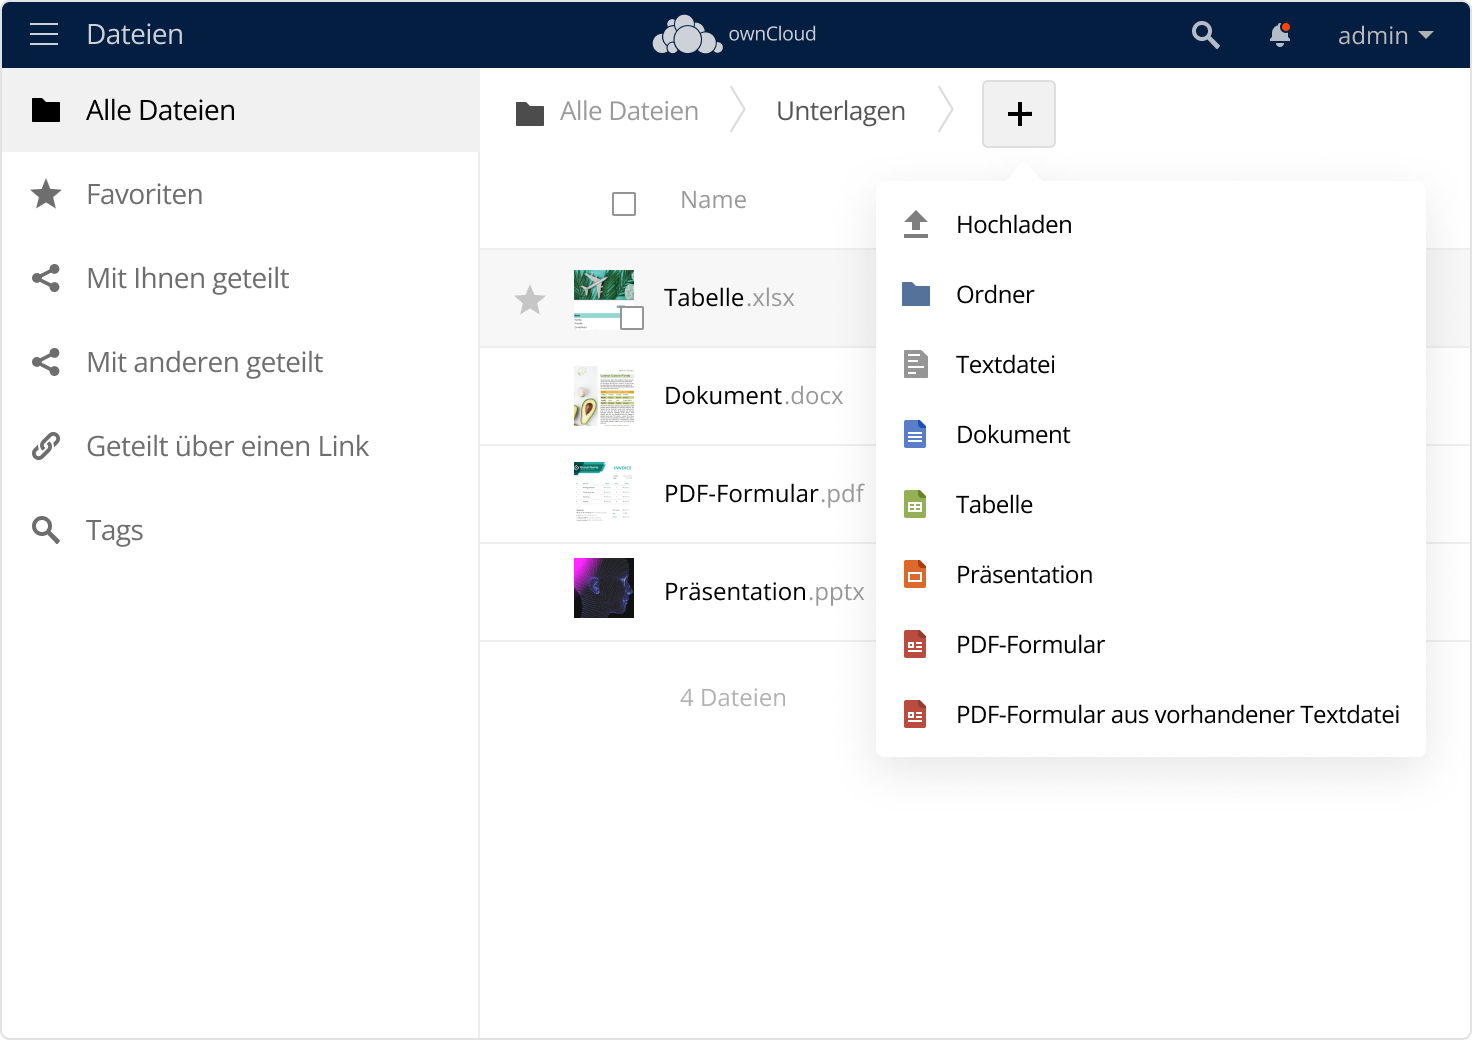 Dateien
ownCloud
admin
Alle Dateien
Favoriten
Mit Ihnen geteilt
Mit anderen geteilt
Geteilt über einen Link
Tags
Alle Dateien
Unterlagen
+
Name
Tabelle.xlsx
Dokument.docx
PDF-Formular.pdf
Präsentation.pptx
4 Dateien
Hochladen
Ordner
Textdatei
Dokument
Tabelle
Präsentation
PDF-Formular
PDF-Formular aus vorhandener Textdatei
INVOICE